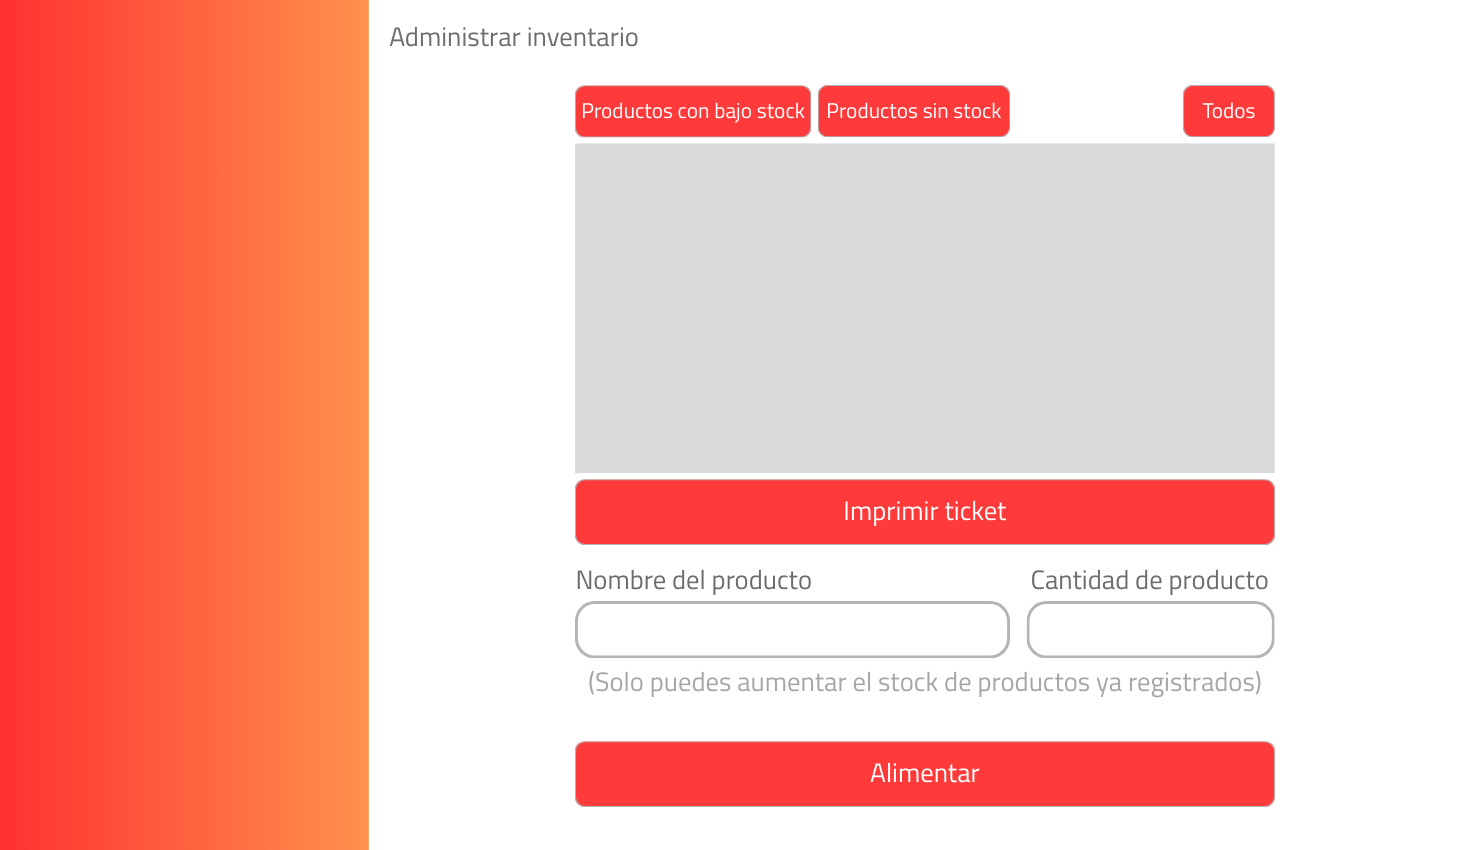 Administrar inventario
Productos con bajo stock
Productos sin stock
Todos
Imprimir ticket
Nombre del producto
Cantidad de producto
(Solo puedes aumentar el stock de productos ya registrados)
Alimentar